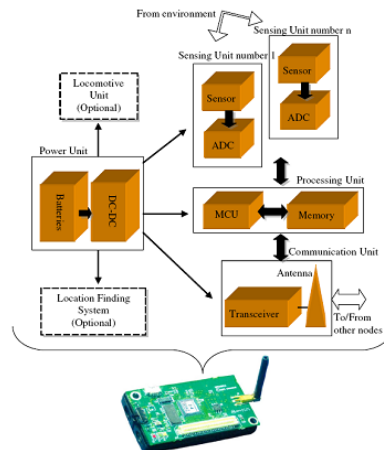 From environment
Sensing Unit number n
Sensing Unit number 1
Sensor
ADC
Sensor
ADC
Locomotive
Unit
(Optional)
Power Unit
Batteries
DC-DC
Processing Unit
MCU
Memory
Communication Unit
Antenna
Transceiver
To/From
other nodes
Location Finding
System
(Optional)